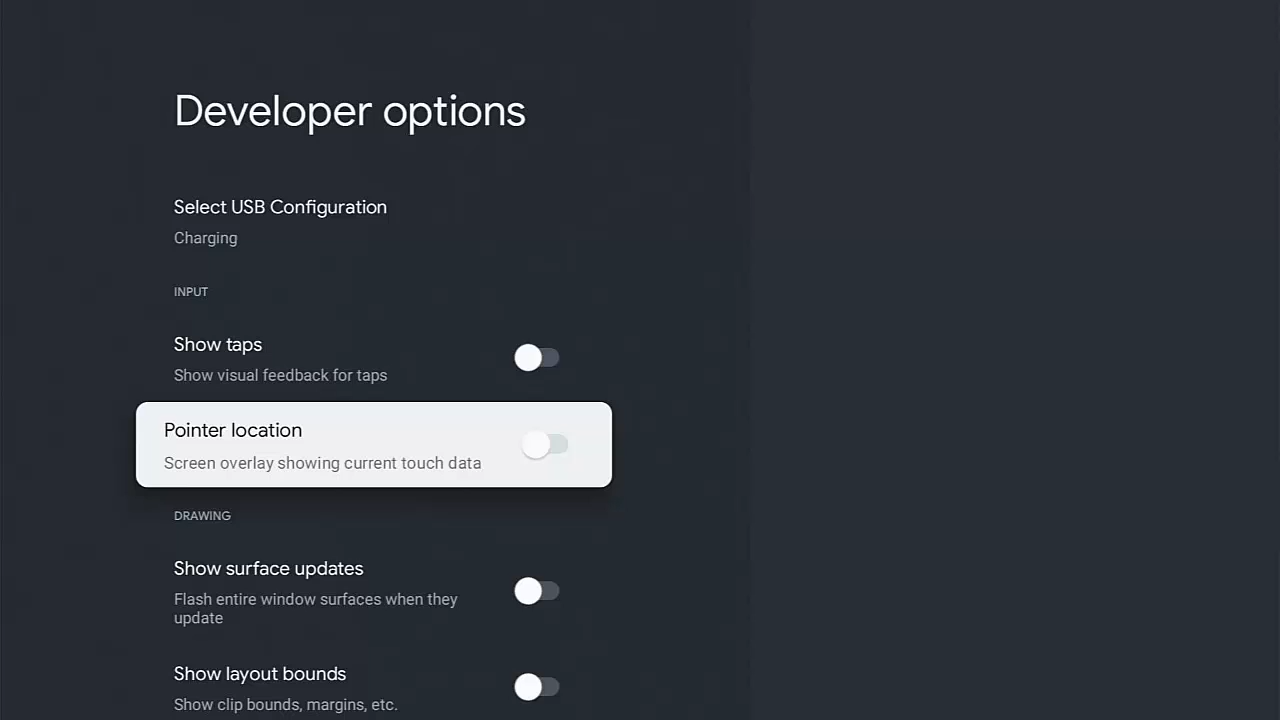 Developer options
Select USB Configuration
Charging
INPUT
Show taps
Show visual feedback for taps
Pointer location
Screen overlay showing current touch data
DRAWING
Show surface updates
Flash entire window surfaces when they
update
Show layout bounds
Show clip bounds, margins, etc.